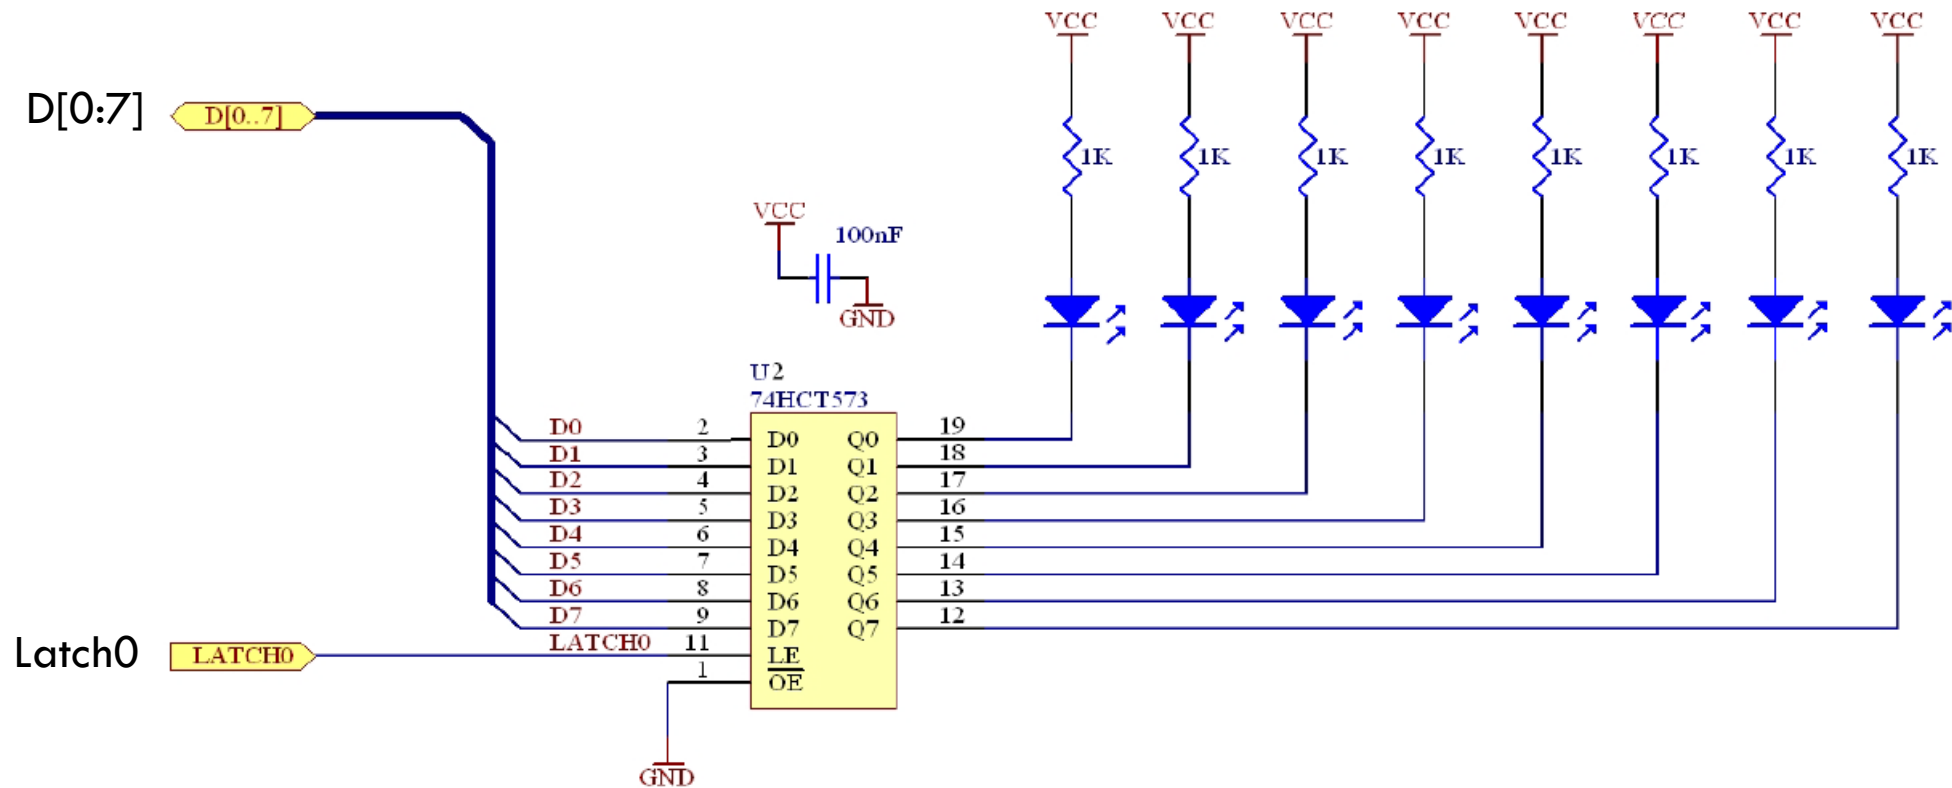 VCC VCC VCC VCC VCC VCC VCC VCC
D[0:7] D[0..7]
1K 1K 1K 1K 1K 1K 1K 1K
VCC
100nF
GND
U2
74HCT573
D0 2 D0 Q0 19
D1 3 D1 Q1 18
D2 4 D2 Q2 17
D3 5 D3 Q3 16
D4 6 D4 Q4 15
D5 7 D5 Q5 14
D6 8 D6 Q6 13
D7 9 D7 Q7 12
Latch0 LATCH0 LATCH0 11 LE
1 OE
GND